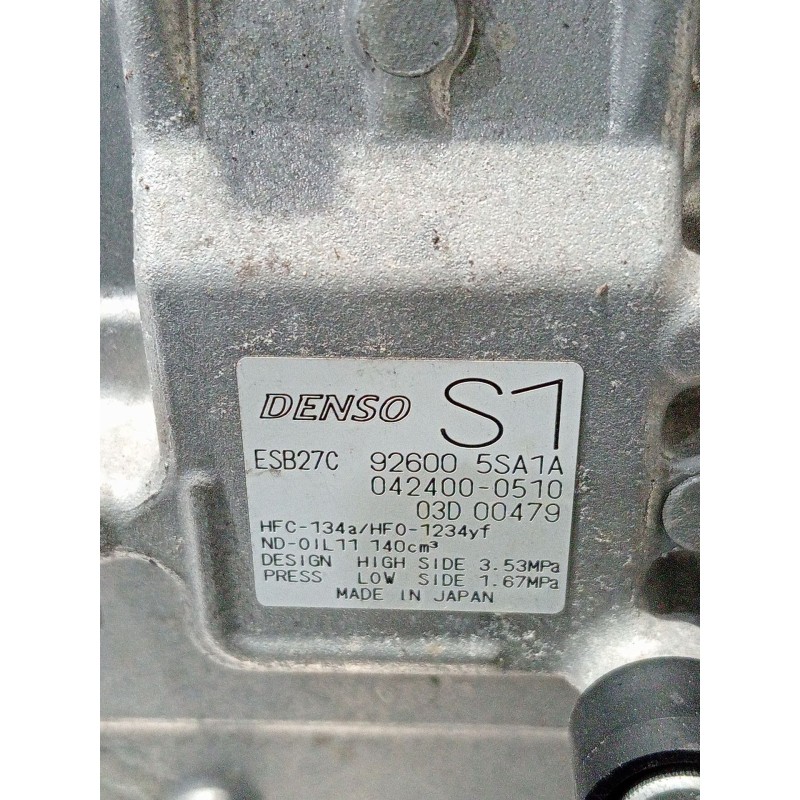 DENSO S1
ESB27C 92600 5SA1A
042400-0510
03D 00479
HFC-134a/HFO-1234yf
ND-OIL11 140cm³
DESIGN HIGH SIDE 3.53MPa
PRESS LOW SIDE 1.67MPa
MADE IN JAPAN